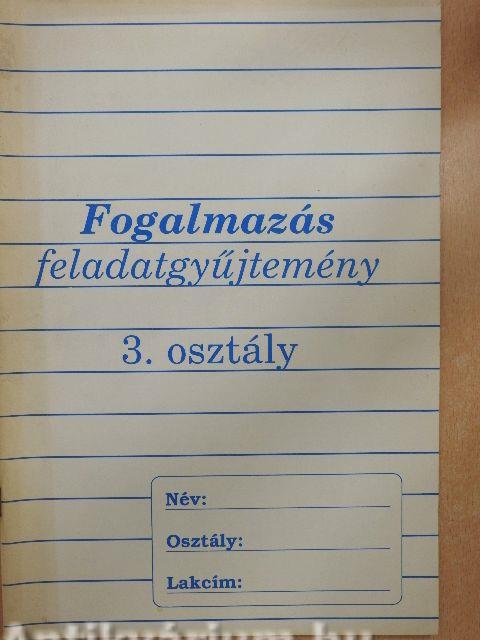 Fogalmazás
feladatgyűjtemény
3. osztály
Név:
Osztály:
Lakcím: